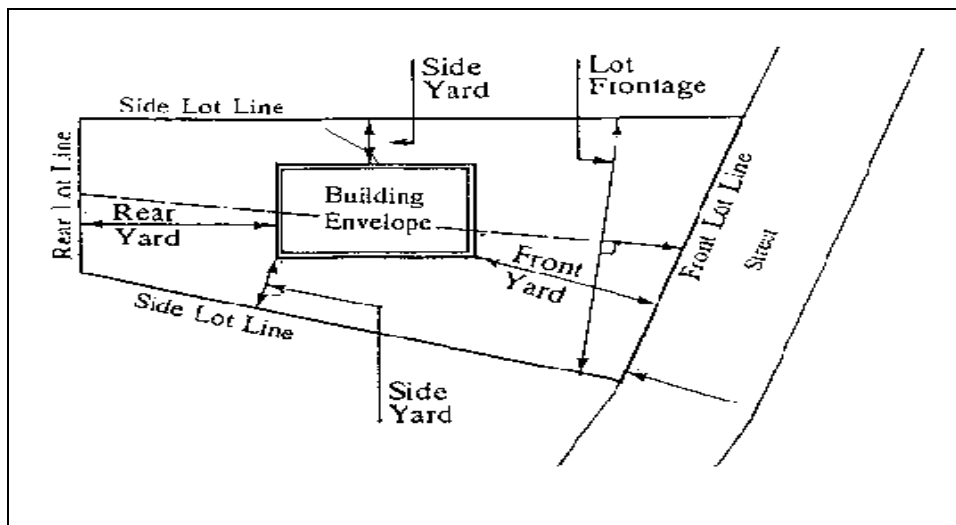 Side
Yard
Lot
Frontage
Side Lot Line
Rear Lot Line
Building
Envelope
Rear
Yard
Front
Yard
Front Lot Line
Street
Side Lot Line
Side
Yard